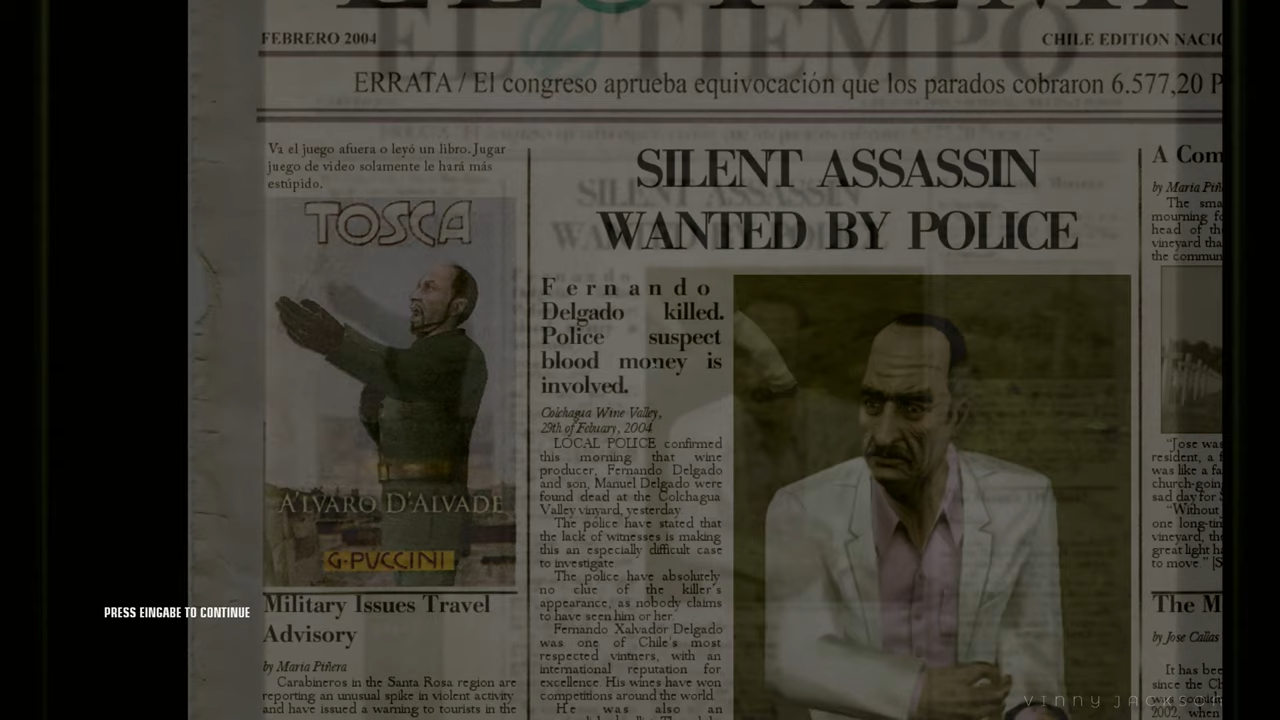 EL TIEMPO
FEBRERO 2004
CHILE EDITION
ERRATA / El congreso aprueba equivocación que los parados cobraron 6.577,20 P
Va el juego afuera o leyó un libro. Jugar
juego de video solamente le hará más
estúpido.
TOSCA
A'LVARO D'ALVADE
G·PUCCINI
Military Issues Travel
Advisory
by Maria Piñera
Carabineros in the Santa Rosa region are
reporting an unusual spike in violent activity
and have issued a warning to tourists in the
SILENT ASSASSIN
WANTED BY POLICE
Fernando
Delgado killed.
Police suspect
blood money is
involved.
Colchagua Wine Valley,
29th of Febuary, 2004
LOCAL POLICE confirmed
this morning that wine
producer, Fernando Delgado
and son, Manuel Delgado were
found dead at the Colchagua
Valley vinyard, yesterday
The police have stated that
the lack of witnesses is making
this an especially difficult case
to investigate
The police have absolutely
no clue of the killer's
appearance, as nobody claims
to have seen him or her.
Fernando Xalvador Delgado
was one of Chile's most
respected vintners, with an
international reputation for
excellence. His wines have won
competitions around the world.
He was also an
A Com
by Maria Piñ
The sma
mourning fo
head of the
vineyard tha
the commun
"Jose was
resident, a f
was like a fa
church-going
sad day for S
"Without
one long-tim
vineyard, the
great light ha
to move." [S
The M
by Jose Callas
It has bee
since the Ch
2002, when
PRESS EINGABE TO CONTINUE
VINNY JACKSON